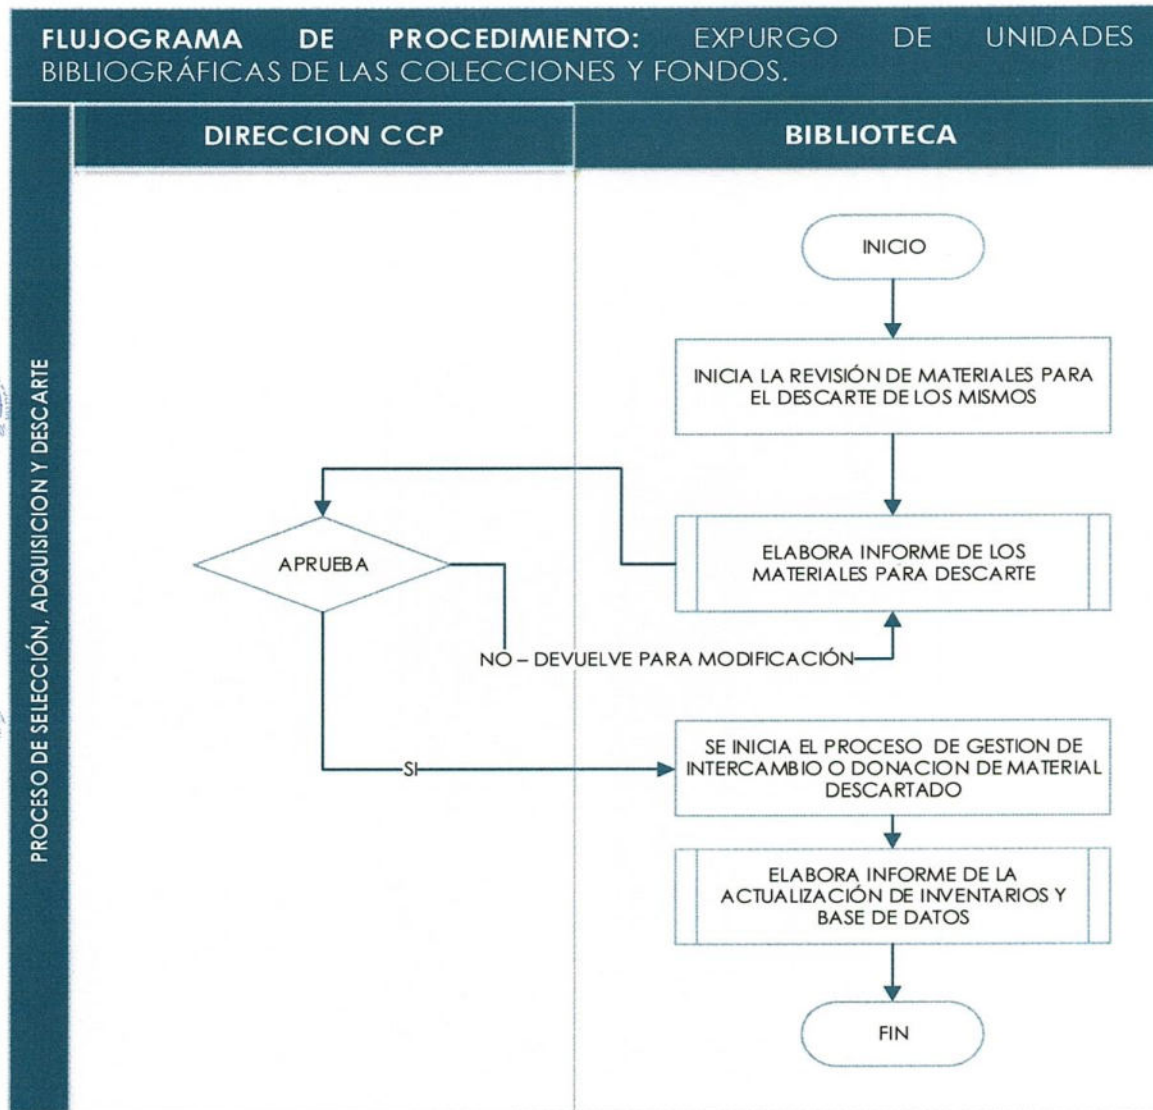 FLUJOGRAMA DE PROCEDIMIENTO: EXPURGO DE UNIDADES
BIBLIOGRÁFICAS DE LAS COLECCIONES Y FONDOS.
DIRECCION CCP
BIBLIOTECA
PROCESO DE SELECCIÓN, ADQUISICION Y DESCARTE
INICIO
INICIA LA REVISIÓN DE MATERIALES PARA
EL DESCARTE DE LOS MISMOS
ELABORA INFORME DE LOS
MATERIALES PARA DESCARTE
APRUEBA
NO – DEVUELVE PARA MODIFICACIÓN
SI
SE INICIA EL PROCESO DE GESTION DE
INTERCAMBIO O DONACION DE MATERIAL
DESCARTADO
ELABORA INFORME DE LA
ACTUALIZACIÓN DE INVENTARIOS Y
BASE DE DATOS
FIN